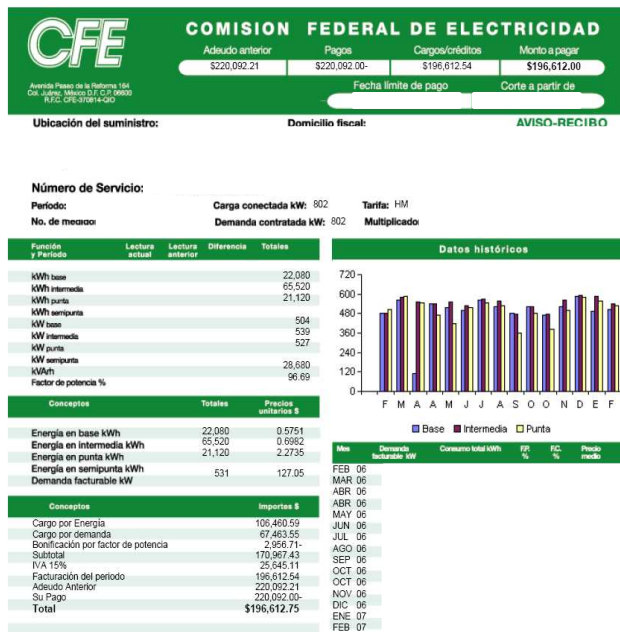 CFE
COMISION FEDERAL DE ELECTRICIDAD
Adeudo anterior Pagos Cargos/créditos Monto a pagar
$220,092.21 $220,092.00- $196,612.54 $196,612.00
Fecha límite de pago Corte a partir de
Avenida Paseo de la Reforma 164
Col. Juárez, México D.F. C.P. 06600
R.F.C. CFE-370814-QIO
Ubicación del suministro: Domicilio fiscal: AVISO-RECIBO
Número de Servicio:
Período: Carga conectada kW: 802 Tarifa: HM
No. de medidor Demanda contratada kW: 802 Multiplicador
Función
y Período
Lectura
actual
Lectura
anterior
Diferencia Totales
kWh base 22,080
kWh intermedia 65,520
kWh punta 21,120
kWh semipunta
kW base 504
kW intermedia 539
kW punta 527
kW semipunta
kVArh 28,680
Factor de potencia % 96.69
Conceptos Totales Precios
unitarios $
Energía en base kWh 22,080 0.5751
Energía en intermedia kWh 65,520 0.6982
Energía en punta kWh 21,120 2.2735
Energía en semipunta kWh
Demanda facturable kW 531 127.05
Conceptos Importes $
Cargo por Energía 106,460.59
Cargo por demanda 67,463.55
Bonificación por factor de potencia 2,956.71-
Subtotal 170,967.43
IVA 15% 25,645.11
Facturación del periodo 196,612.54
Adeudo Anterior 220,092.21
Su Pago 220,092.00-
Total $196,612.75
Datos históricos
720
600
480
360
240
120
0
F M A A M J J A S O O N D E F
Base Intermedia Punta
Mes Demanda
facturable kW
Consumo total kWh F.P.
%
F.C.
%
Precio
medio
FEB 06
MAR 06
ABR 06
ABR 06
MAY 06
JUN 06
JUL 06
AGO 06
SEP 06
OCT 06
OCT 06
NOV 06
DIC 06
ENE 07
FEB 07